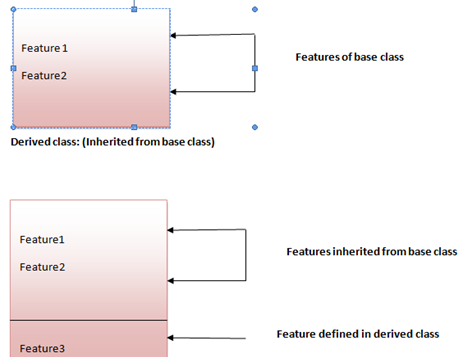 Feature 1
Features of base class
Feature2
Derived class: (Inherited from base class)
Feature1
Features inherited from base class
Feature2
Feature defined in derived class
Feature3